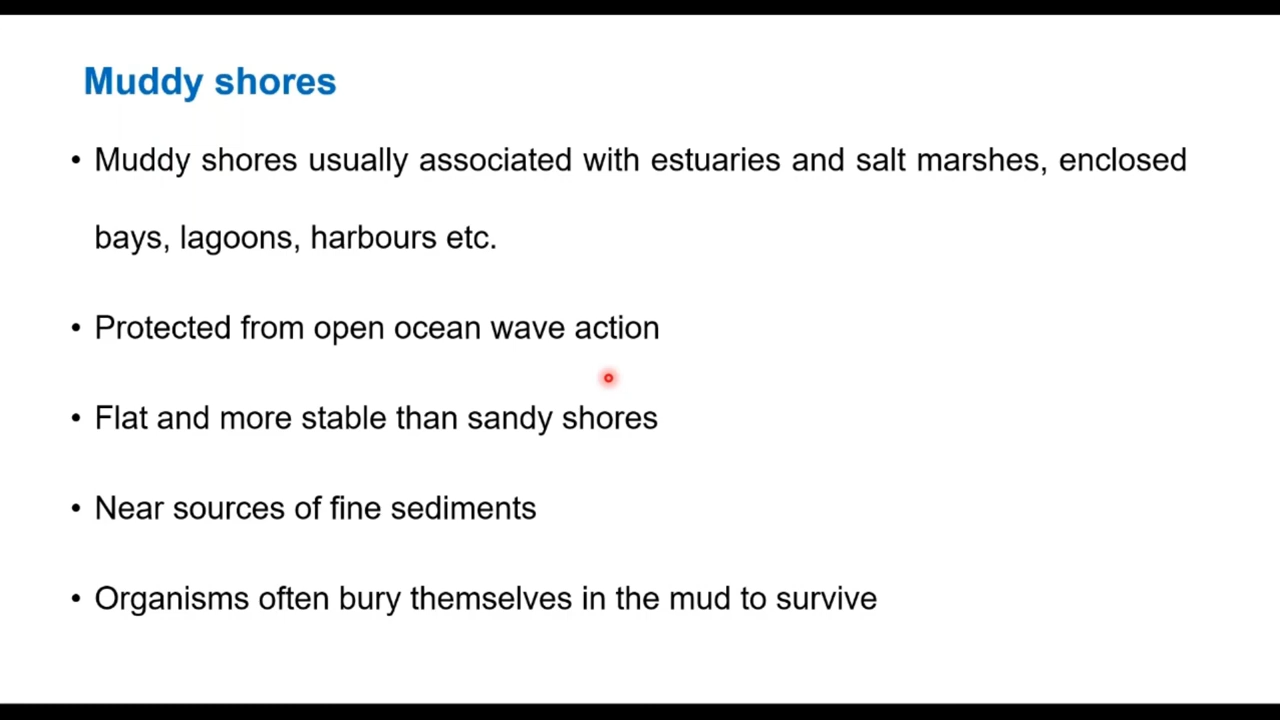 Muddy shores
• Muddy shores usually associated with estuaries and salt marshes, enclosed
bays, lagoons, harbours etc.
• Protected from open ocean wave action
• Flat and more stable than sandy shores
• Near sources of fine sediments
• Organisms often bury themselves in the mud to survive